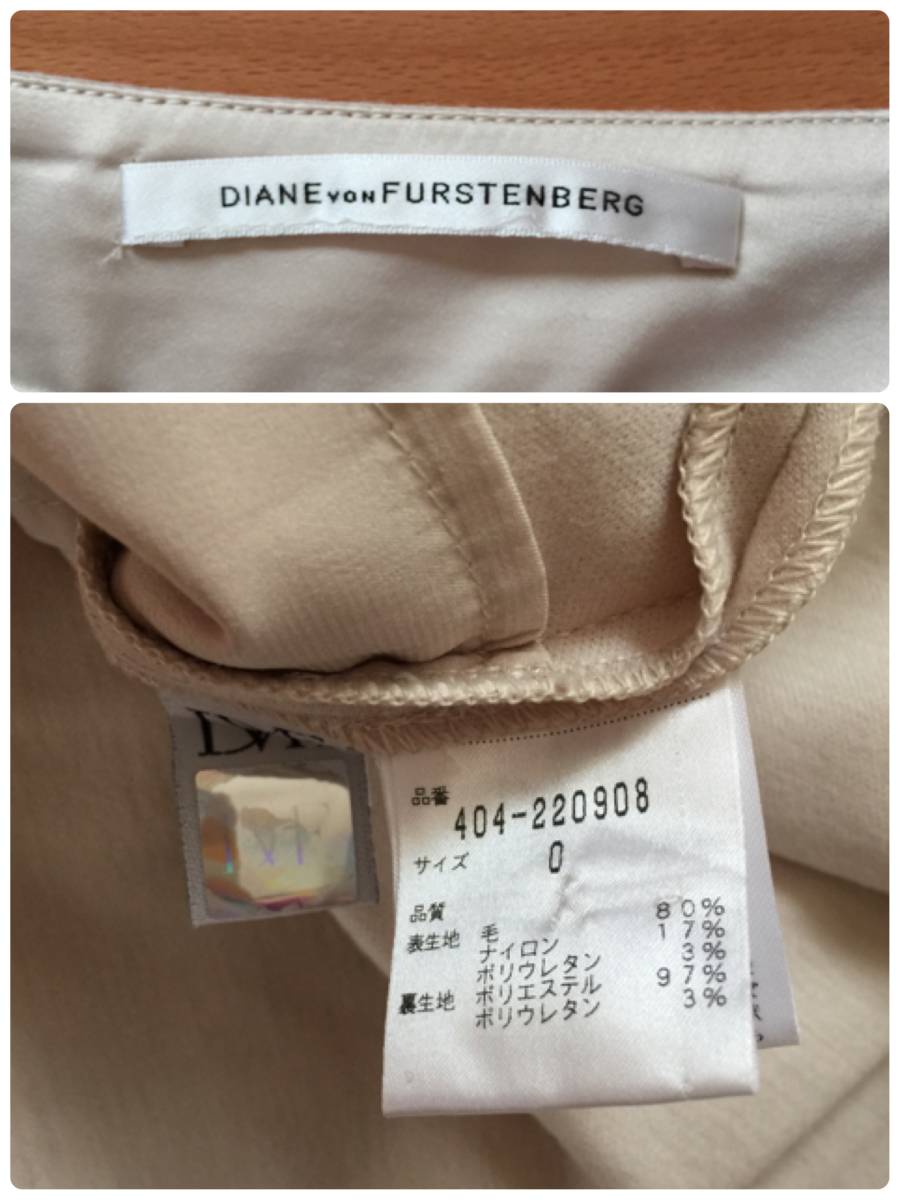 DIANE VON FURSTENBERG
DVF
品番
404-220908
サイズ 0
品質
表生地 毛 80%
ナイロン 17%
ポリウレタン 3%
裏生地 ポリエステル 97%
ポリウレタン 3%